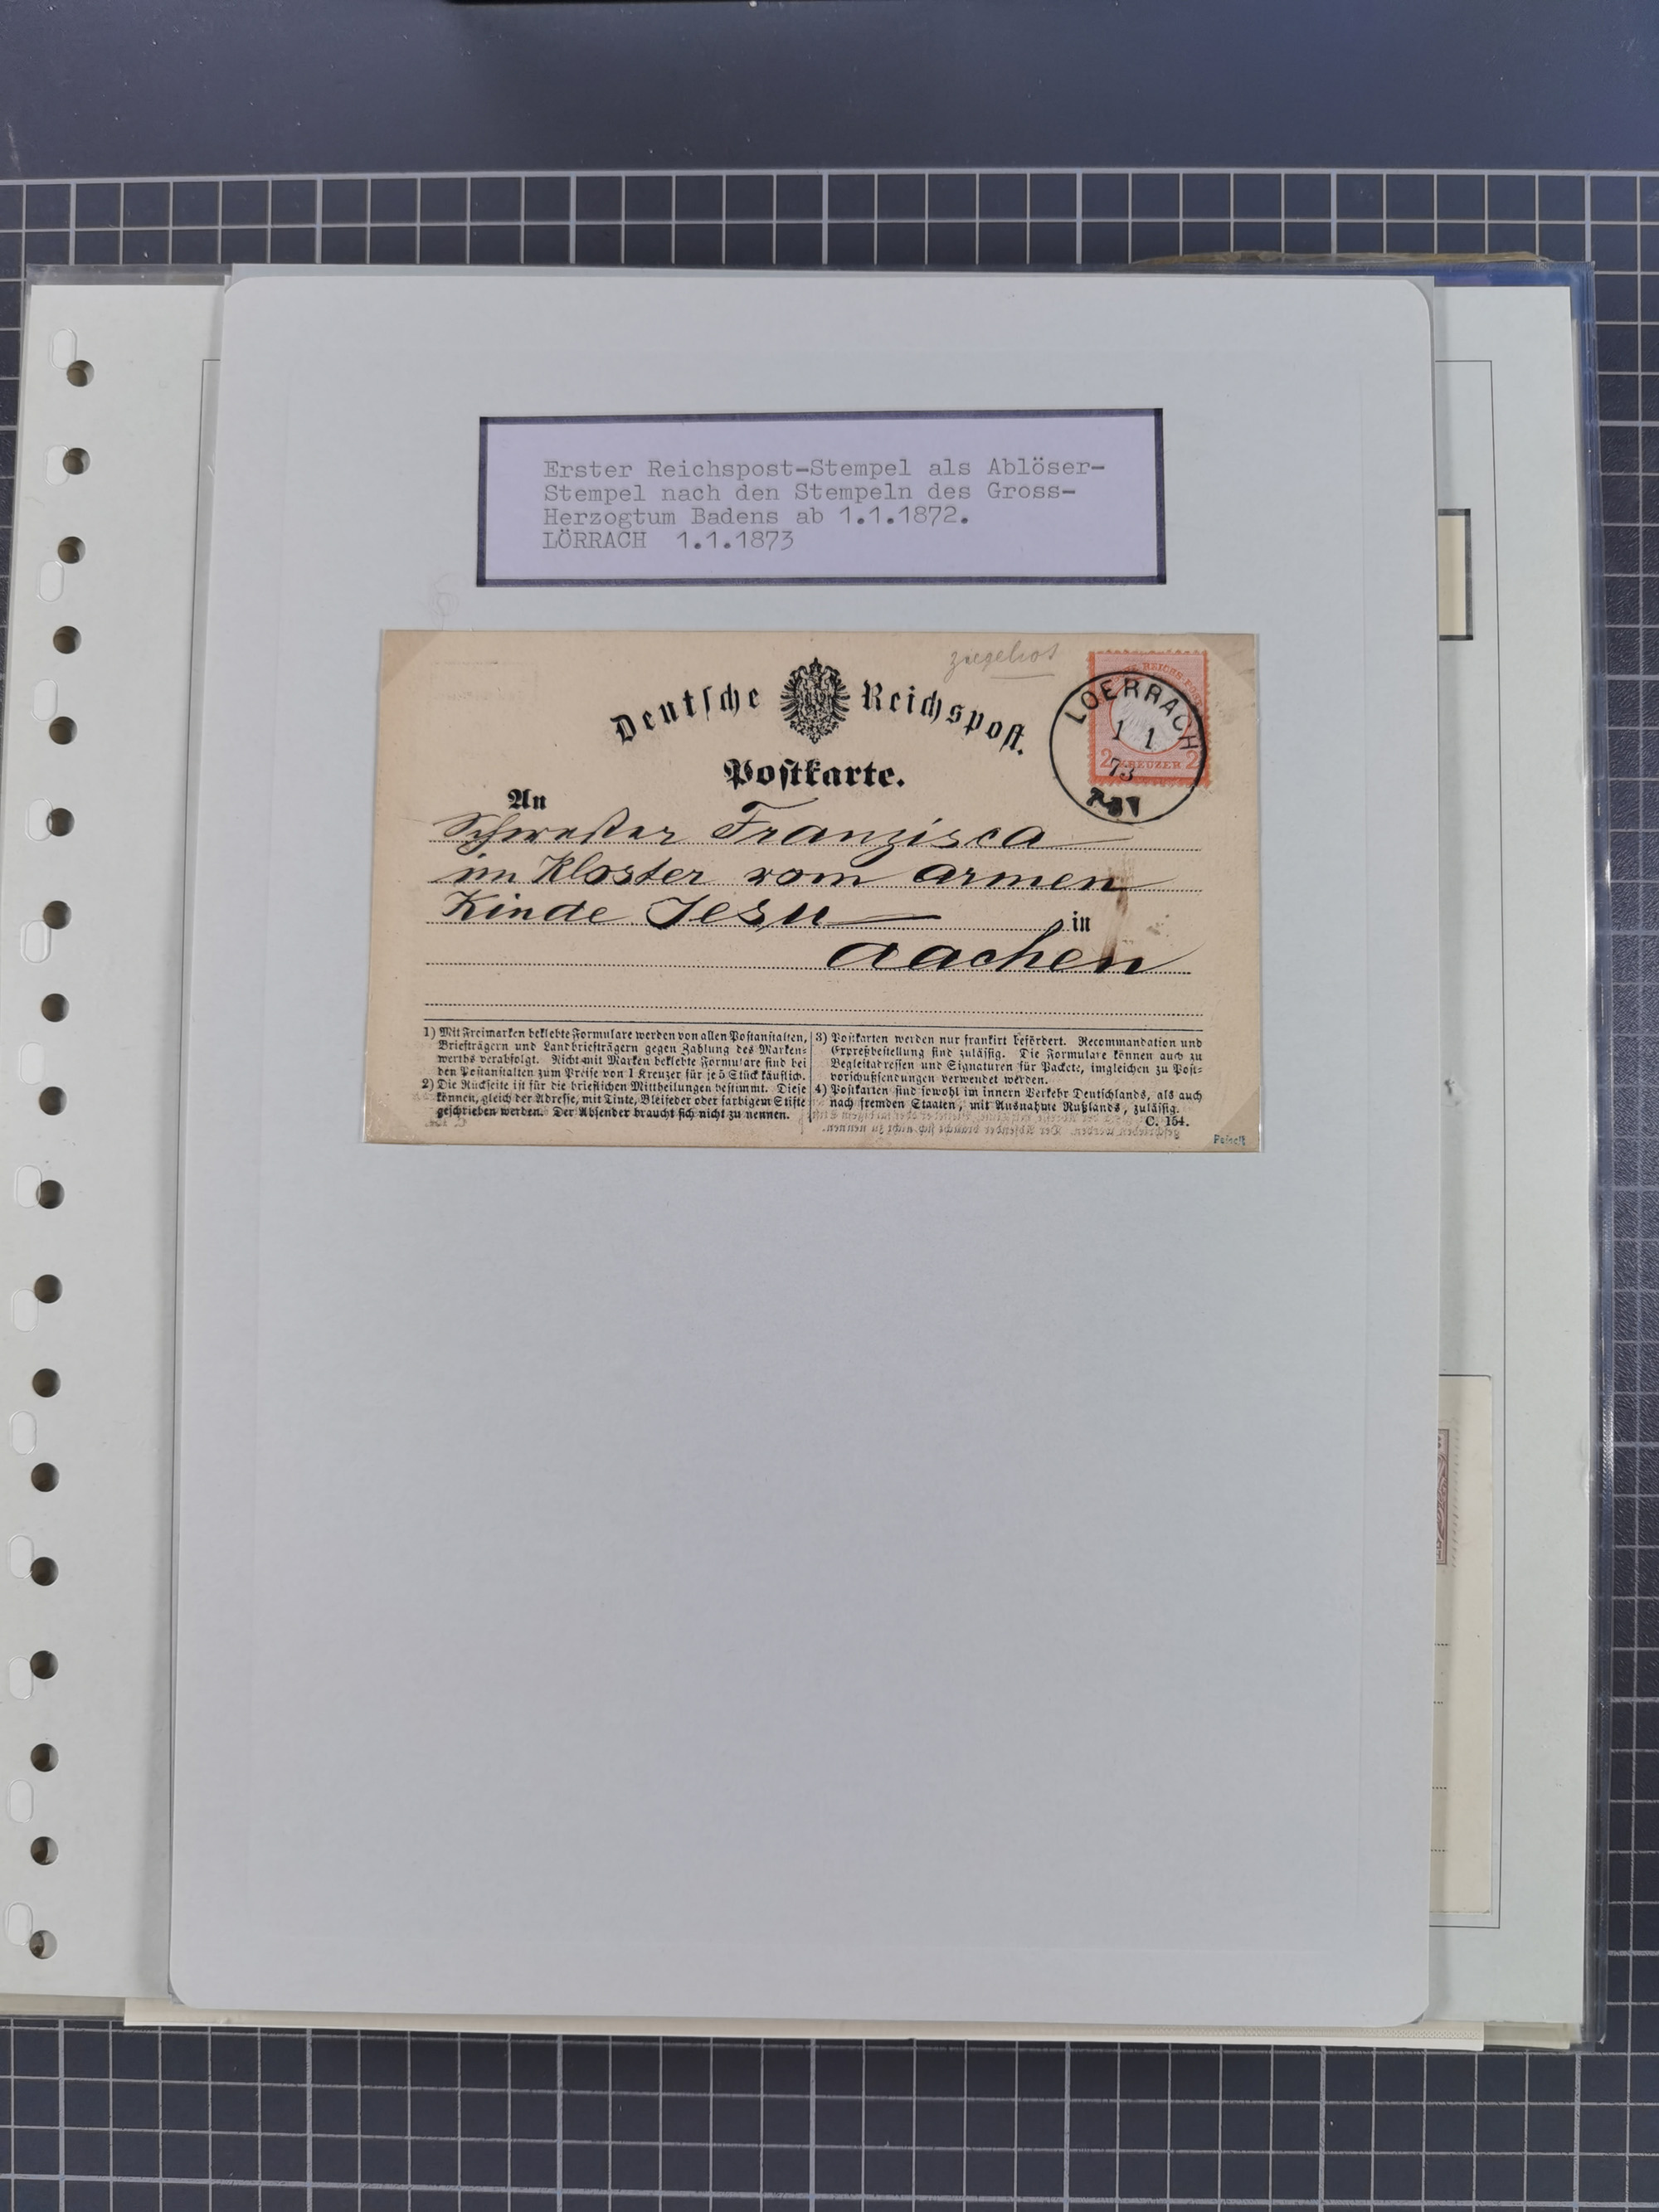 Erster Reichspost-Stempel als Ablöser-
Stempel nach den Stempeln des Gross-
Herzogtum Badens ab 1.1.1872.
LÖRRACH 1.1.1873
ziegelrot
Deutsche Reichspost.
Postkarte.
LOERRACH
1 1
73
2 KREUZER 2
An
Schwester Franzisca
im Kloster vom armen
Kinde Jesu in
Aachen
1) Mit Freimarken beklebte Formulare werden von allen Postanstalten,
Briefträgern und Landbriefträgern gegen Zahlung des Marken-
werths verabfolgt. Nicht mit Marken beklebte Formulare sind bei
den Postanstalten zum Preise von 1 Kreuzer für je 5 Stück käuflich.
2) Die Rückseite ist für die brieflichen Mittheilungen bestimmt. Diese
können, gleich der Adresse, mit Tinte, Bleifeder oder farbigem Stifte
geschrieben werden. Der Absender braucht sich nicht zu nennen.
3) Postkarten werden nur frankirt befördert. Recommandation und
Expreßbestellung sind zulässig. Die Formulare können auch zu
Begleitadressen und Signaturen für Packete, imgleichen zu Post-
vorschußsendungen verwendet werden.
4) Postkarten sind sowohl im innern Verkehr Deutschlands, als auch
nach fremden Staaten, mit Ausnahme Rußlands, zulässig.
C. 154.